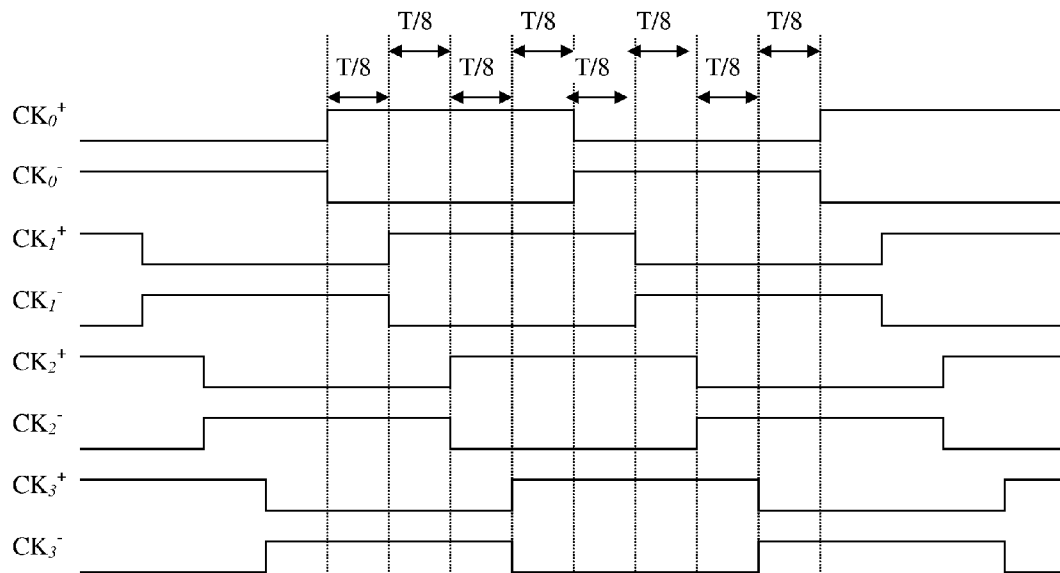 T/8 T/8 T/8 T/8
T/8 T/8 T/8 T/8
CK₀⁺
CK₀⁻
CK₁⁺
CK₁⁻
CK₂⁺
CK₂⁻
CK₃⁺
CK₃⁻